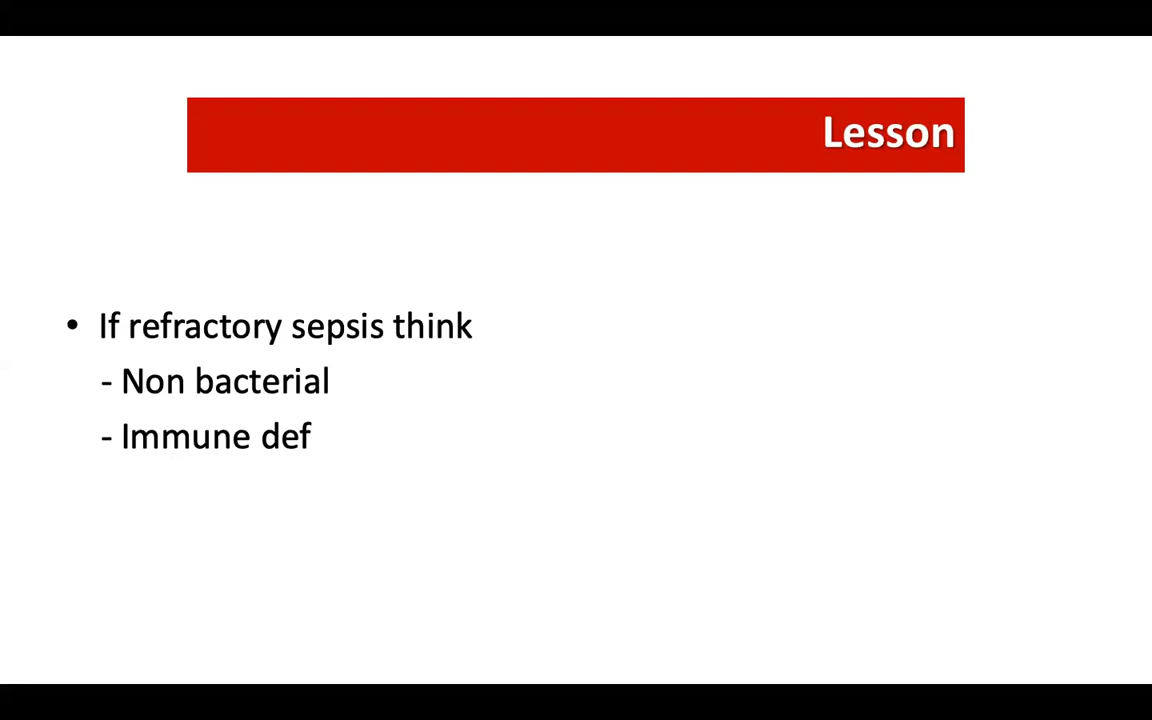 Lesson
• If refractory sepsis think
- Non bacterial
- Immune def